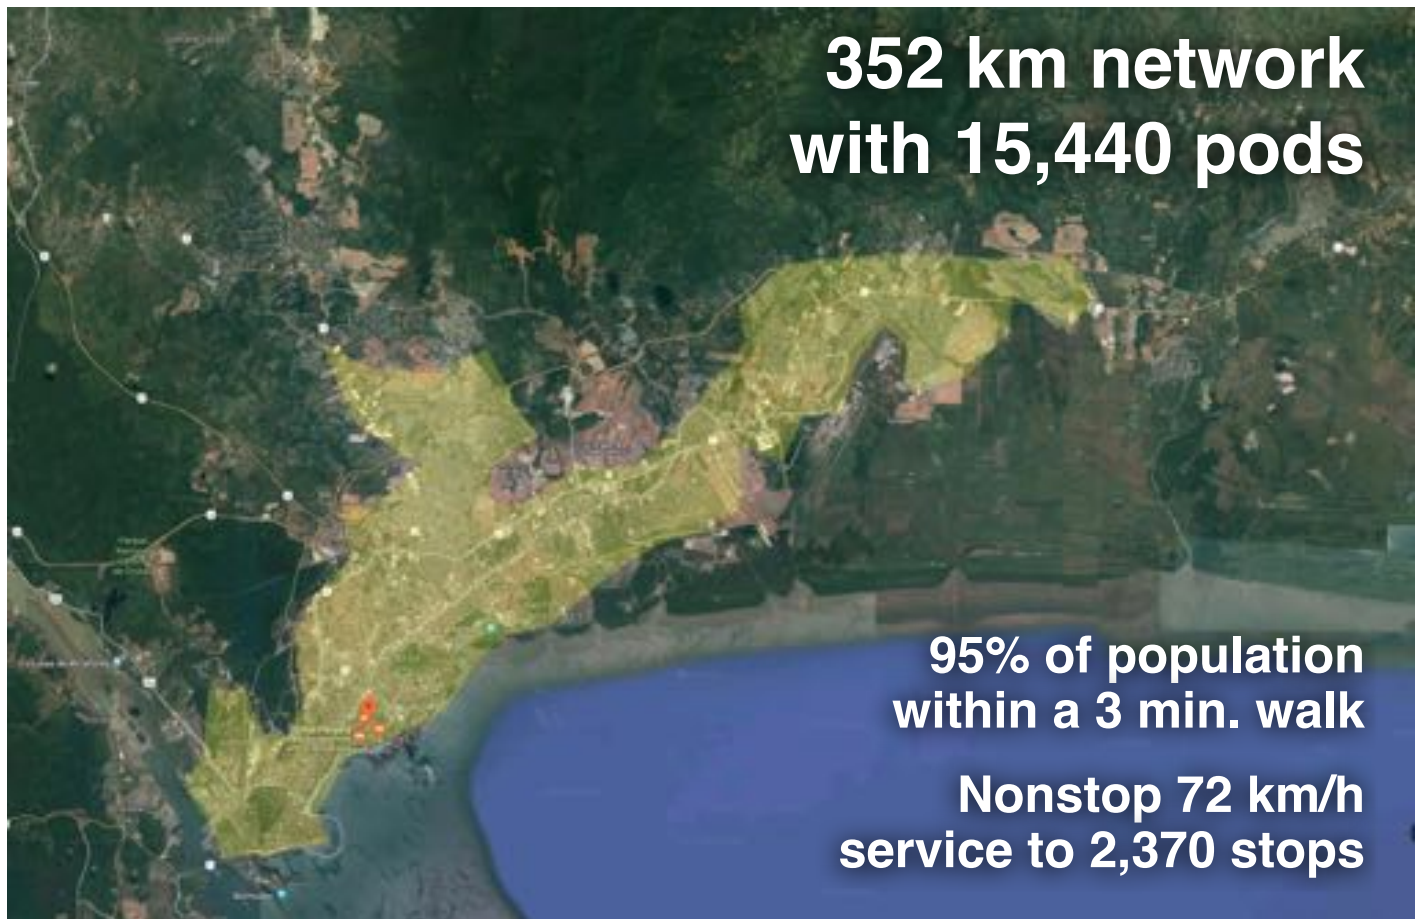 352 km network
with 15,440 pods
95% of population
within a 3 min. walk
Nonstop 72 km/h
service to 2,370 stops